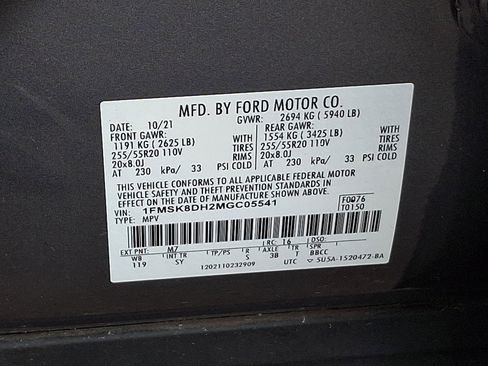 MFD. BY FORD MOTOR CO.
DATE: 10/21 GVWR: 2694 KG ( 5940 LB)
FRONT GAWR: REAR GAWR:
1191 KG ( 2625 LB) WITH 1554 KG ( 3425 LB) WITH
255/55R20 110V TIRES 255/55R20 110V TIRES
20x8.0J RIMS 20x8.0J RIMS
AT 230 kPa/ 33 PSI COLD AT 230 kPa/ 33 PSI COLD
THIS VEHICLE CONFORMS TO ALL APPLICABLE FEDERAL MOTOR
VEHICLE SAFETY AND THEFT PREVENTION STANDARDS IN EFFECT
ON THE DATE OF MANUFACTURE SHOWN ABOVE.
VIN: 1FMSK8DH2MGC05541 F0076
TYPE: MPV T0150
EXT PNT: M7 RC: 16 DSO:
WB INT TR TP/PS R AXLE TR SPR
119 SY S 3B T BBCC
1202110232909 UTC SU5A-1520472-BA